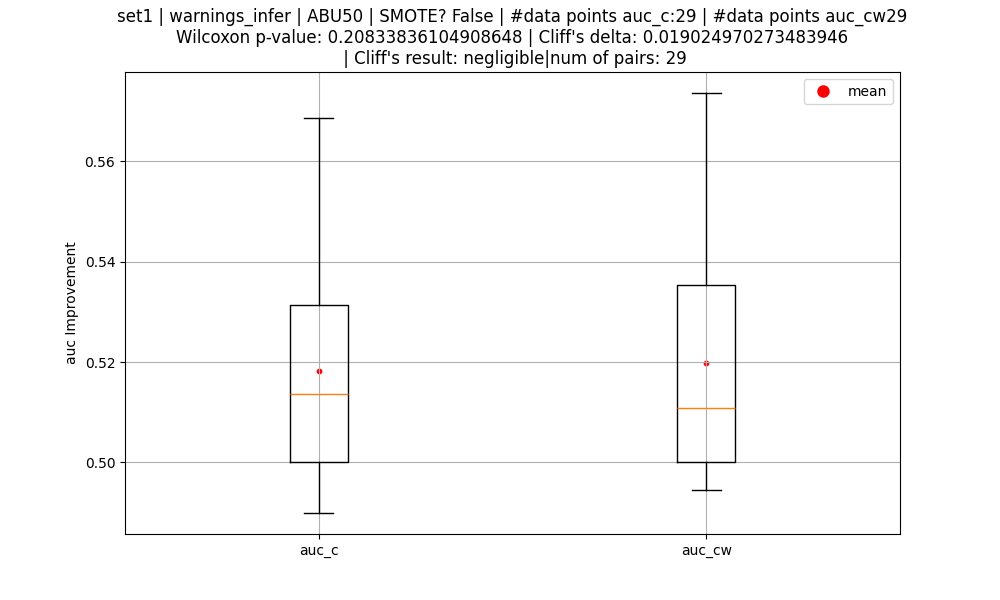 set1 | warnings_infer | ABU50 | SMOTE? False | #data points auc_c:29 | #data points auc_cw29
Wilcoxon p-value: 0.20833836104908648 | Cliff's delta: 0.019024970273483946
| Cliff's result: negligible|num of pairs: 29
mean
0.56
0.54
0.52
0.50
auc Improvement
auc_c
auc_cw